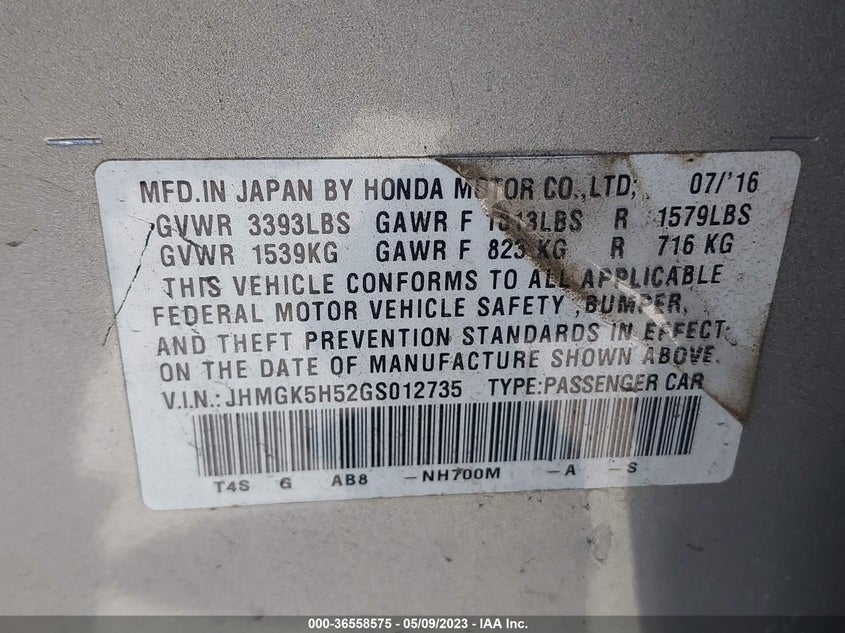 MFD.IN JAPAN BY HONDA MOTOR CO.,LTD; 07/'16
GVWR 3393LBS GAWR F 1813LBS R 1579LBS
GVWR 1539KG GAWR F 823 KG R 716 KG
THIS VEHICLE CONFORMS TO ALL APPLICABLE
FEDERAL MOTOR VEHICLE SAFETY ,BUMPER,
AND THEFT PREVENTION STANDARDS IN EFFECT
ON THE DATE OF MANUFACTURE SHOWN ABOVE.
V.I.N.: JHMGK5H52GS012735 TYPE:PASSENGER CAR
T4S G AB8 -NH700M -A -S
000-36558575 - 05/09/2023 - IAA Inc.